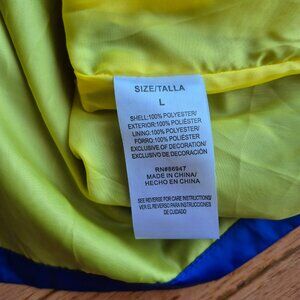 SIZE/TALLA
L
SHELL:100% POLYESTER/
EXTERIOR:100% POLIÉSTER
LINING:100% POLYESTER/
FORRO:100% POLIÉSTER
EXCLUSIVE OF DECORATION/
EXCLUSIVO DE DECORACIÓN
RN#86947
MADE IN CHINA/
HECHO EN CHINA
SEE REVERSE FOR CARE INSTRUCTIONS/
VER EL REVERSO PARA INSTRUCCIONES
DE CUIDADO